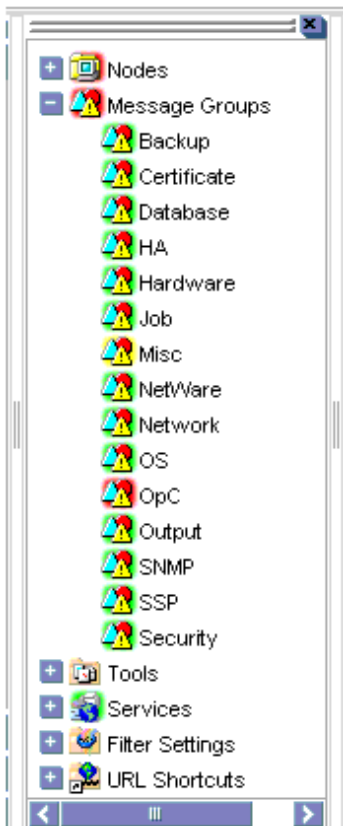 Nodes
Message Groups
Backup
Certificate
Database
HA
Hardware
Job
Misc
NetWare
Network
OS
OpC
Output
SNMP
SSP
Security
Tools
Services
Filter Settings
URL Shortcuts